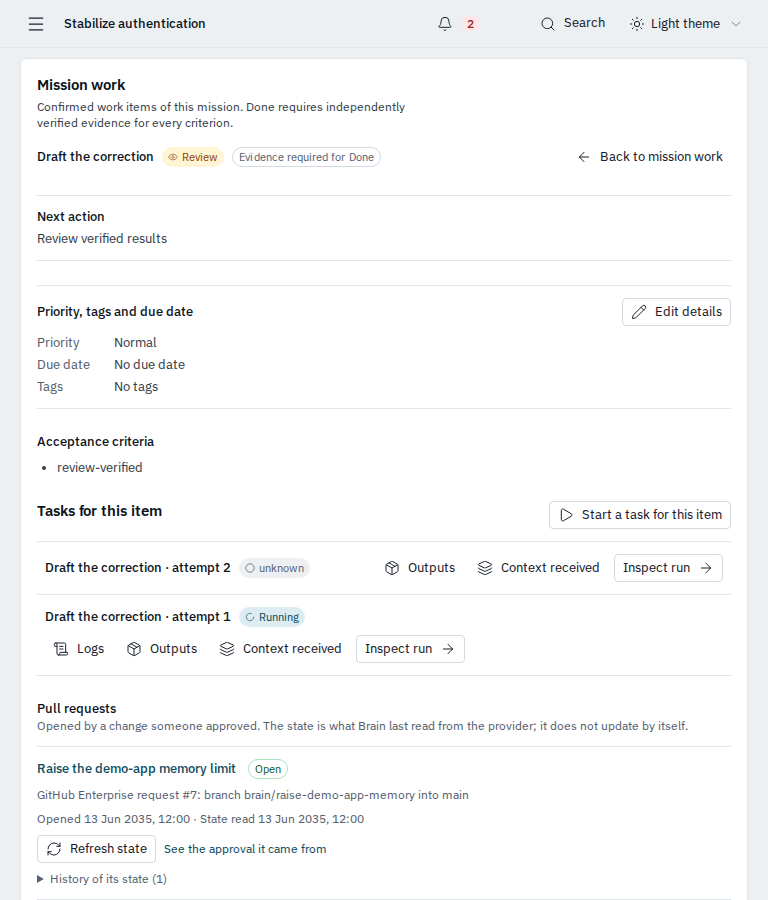 Stabilize authentication
2
Search
Light theme
Mission work
Confirmed work items of this mission. Done requires independently
verified evidence for every criterion.
Draft the correction
Review
Evidence required for Done
Back to mission work
Next action
Review verified results
Priority, tags and due date
Edit details
Priority Normal
Due date No due date
Tags No tags
Acceptance criteria
• review-verified
Tasks for this item
Start a task for this item
Draft the correction · attempt 2
unknown
Outputs
Context received
Inspect run
Draft the correction · attempt 1
Running
Logs
Outputs
Context received
Inspect run
Pull requests
Opened by a change someone approved. The state is what Brain last read from the provider; it does not update by itself.
Raise the demo-app memory limit
Open
GitHub Enterprise request #7: branch brain/raise-demo-app-memory into main
Opened 13 Jun 2035, 12:00 · State read 13 Jun 2035, 12:00
Refresh state
See the approval it came from
History of its state (1)